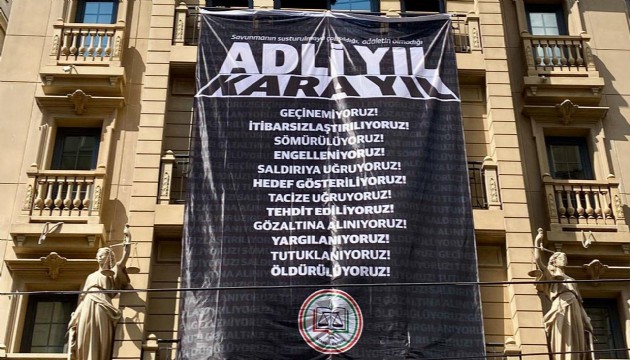 Savunmanın susturulmaya çalışıldığı, adaletin olmadığı
ADLİ YIL
KARA YIL
GEÇİNEMİYORUZ!
İTİBARSIZLAŞTIRILIYORUZ!
SÖMÜRÜLÜYORUZ!
ENGELLENİYORUZ!
SALDIRIYA UĞRUYORUZ!
HEDEF GÖSTERİLİYORUZ!
TACİZE UĞRUYORUZ!
TEHDİT EDİLİYORUZ!
GÖZALTINA ALINIYORUZ!
YARGILANIYORUZ!
TUTUKLANIYORUZ!
ÖLDÜRÜLÜYORUZ!